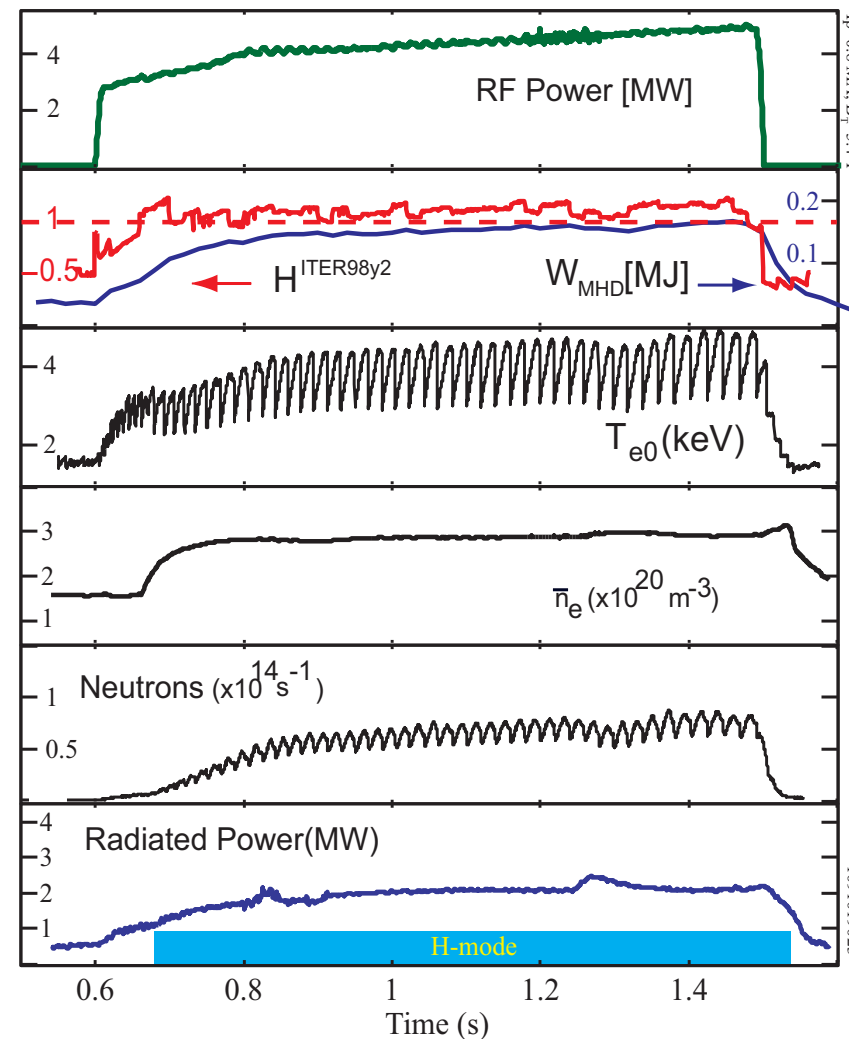 4
2
RF Power [MW]
1
0.5
0.2
0.1
H^ITER98y2
W_MHD[MJ]
4
2
T_e0(keV)
3
2
1
n̄_e (x10^20 m^-3)
Neutrons (x10^14 s^-1)
1
0.5
Radiated Power(MW)
4
3
2
1
H-mode
0.6 0.8 1 1.2 1.4
Time (s)